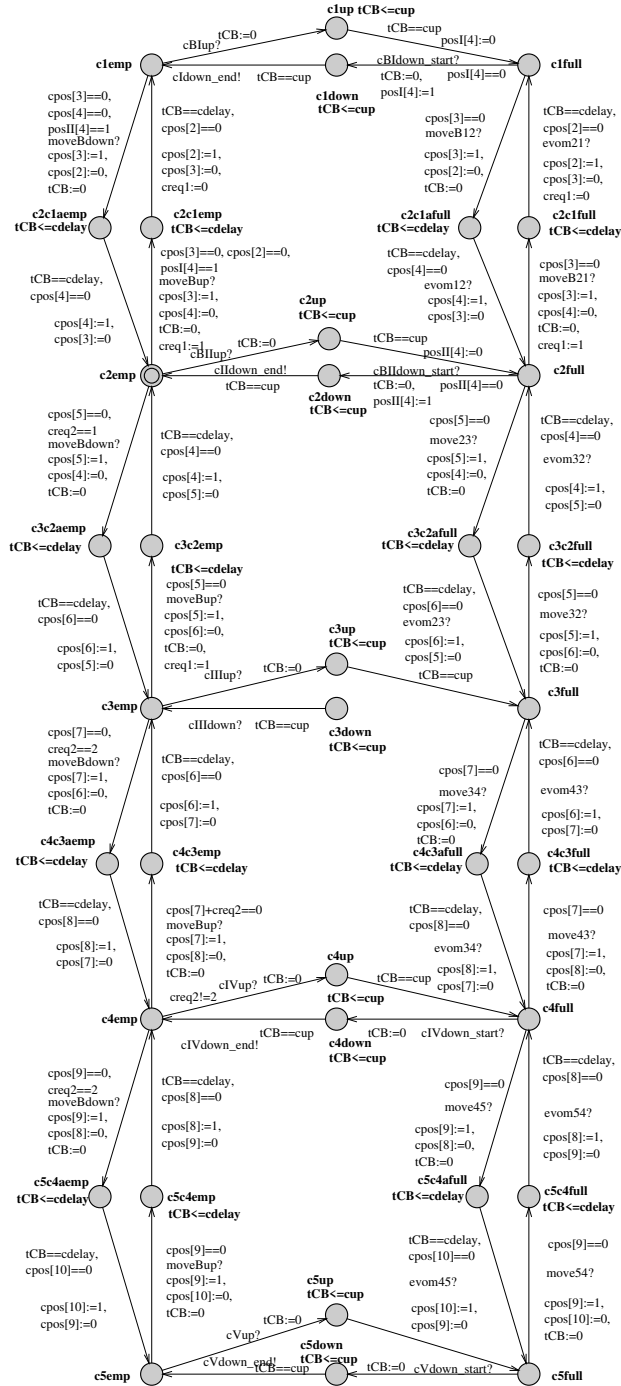 c1up tCB<=cup
tCB:=0
tCB==cup
cBIup?
posI[4]:=0
c1emp
cBIdown_start?
c1full
cIdown_end!
tCB==cup
tCB:=0,
posI[4]==0
c1down
posI[4]:=1
tCB<=cup
cpos[3]==0,
cpos[4]==0,
posII[4]==1
moveBdown?
cpos[3]:=1,
cpos[2]:=0,
tCB:=0
tCB==cdelay,
cpos[2]==0
cpos[2]:=1,
cpos[3]:=0,
creq1:=0
cpos[3]==0
moveB12?
cpos[3]:=1,
cpos[2]:=0,
tCB:=0
tCB==cdelay,
cpos[2]==0
evom21?
cpos[2]:=1,
cpos[3]:=0,
creq1:=0
c2c1aemp
tCB<=cdelay
c2c1emp
tCB<=cdelay
c2c1afull
tCB<=cdelay
c2c1full
tCB<=cdelay
tCB==cdelay,
cpos[4]==0
cpos[4]:=1,
cpos[3]:=0
cpos[3]==0, cpos[2]==0,
posI[4]==1
moveBup?
cpos[3]:=1,
cpos[4]:=0,
tCB:=0,
creq1:=1
tCB==cdelay,
cpos[4]==0
evom12?
cpos[4]:=1,
cpos[3]:=0
cpos[3]==0
moveB21?
cpos[3]:=1,
cpos[4]:=0,
tCB:=0,
creq1:=1
c2up
tCB<=cup
cBIIup?
tCB:=0
tCB==cup
posII[4]:=0
c2emp
cIIdown_end!
cBIIdown_start?
c2full
tCB==cup
c2down
tCB<=cup
tCB:=0,
posII[4]==0
posII[4]:=1
cpos[5]==0,
creq2==1
moveBdown?
cpos[5]:=1,
cpos[4]:=0,
tCB:=0
tCB==cdelay,
cpos[4]==0
cpos[4]:=1,
cpos[5]:=0
cpos[5]==0
move23?
cpos[5]:=1,
cpos[4]:=0,
tCB:=0
tCB==cdelay,
cpos[4]==0
evom32?
cpos[4]:=1,
cpos[5]:=0
c3c2aemp
tCB<=cdelay
c3c2emp
tCB<=cdelay
c3c2afull
tCB<=cdelay
c3c2full
tCB<=cdelay
tCB==cdelay,
cpos[6]==0
cpos[6]:=1,
cpos[5]:=0
cpos[5]==0
moveBup?
cpos[5]:=1,
cpos[6]:=0,
tCB:=0,
creq1:=1
tCB==cdelay,
cpos[6]==0
evom23?
cpos[6]:=1,
cpos[5]:=0
cpos[5]==0
move32?
cpos[5]:=1,
cpos[6]:=0,
tCB:=0
c3up
tCB<=cup
cIIIup?
tCB:=0
tCB==cup
c3emp
c3full
cIIIdown?
tCB==cup
c3down
tCB<=cup
cpos[7]==0,
creq2==2
moveBdown?
cpos[7]:=1,
cpos[6]:=0,
tCB:=0
tCB==cdelay,
cpos[6]==0
cpos[6]:=1,
cpos[7]:=0
cpos[7]==0
move34?
cpos[7]:=1,
cpos[6]:=0,
tCB:=0
tCB==cdelay,
cpos[6]==0
evom43?
cpos[6]:=1,
cpos[7]:=0
c4c3aemp
tCB<=cdelay
c4c3emp
tCB<=cdelay
c4c3afull
tCB<=cdelay
c4c3full
tCB<=cdelay
tCB==cdelay,
cpos[8]==0
cpos[8]:=1,
cpos[7]:=0
cpos[7]+creq2==0
moveBup?
cpos[7]:=1,
cpos[8]:=0,
tCB:=0
tCB==cdelay,
cpos[8]==0
evom34?
cpos[8]:=1,
cpos[7]:=0
cpos[7]==0
move43?
cpos[7]:=1,
cpos[8]:=0,
tCB:=0
c4up
tCB<=cup
cIVup?
tCB:=0
tCB==cup
creq2!=2
c4emp
c4full
cIVdown_end!
tCB==cup
tCB:=0
cIVdown_start?
c4down
tCB<=cup
cpos[9]==0,
creq2==2
moveBdown?
cpos[9]:=1,
cpos[8]:=0,
tCB:=0
tCB==cdelay,
cpos[8]==0
cpos[8]:=1,
cpos[9]:=0
cpos[9]==0
move45?
cpos[9]:=1,
cpos[8]:=0,
tCB:=0
tCB==cdelay,
cpos[8]==0
evom54?
cpos[8]:=1,
cpos[9]:=0
c5c4aemp
tCB<=cdelay
c5c4emp
tCB<=cdelay
c5c4afull
tCB<=cdelay
c5c4full
tCB<=cdelay
tCB==cdelay,
cpos[10]==0
cpos[10]:=1,
cpos[9]:=0
cpos[9]==0
moveBup?
cpos[9]:=1,
cpos[10]:=0,
tCB:=0
tCB==cdelay,
cpos[10]==0
evom45?
cpos[10]:=1,
cpos[9]:=0
cpos[9]==0
move54?
cpos[9]:=1,
cpos[10]:=0,
tCB:=0
c5up
tCB<=cup
cVup?
tCB:=0
c5down
tCB<=cup
cVdown_end!
tCB==cup
tCB:=0
cVdown_start?
c5emp
c5full